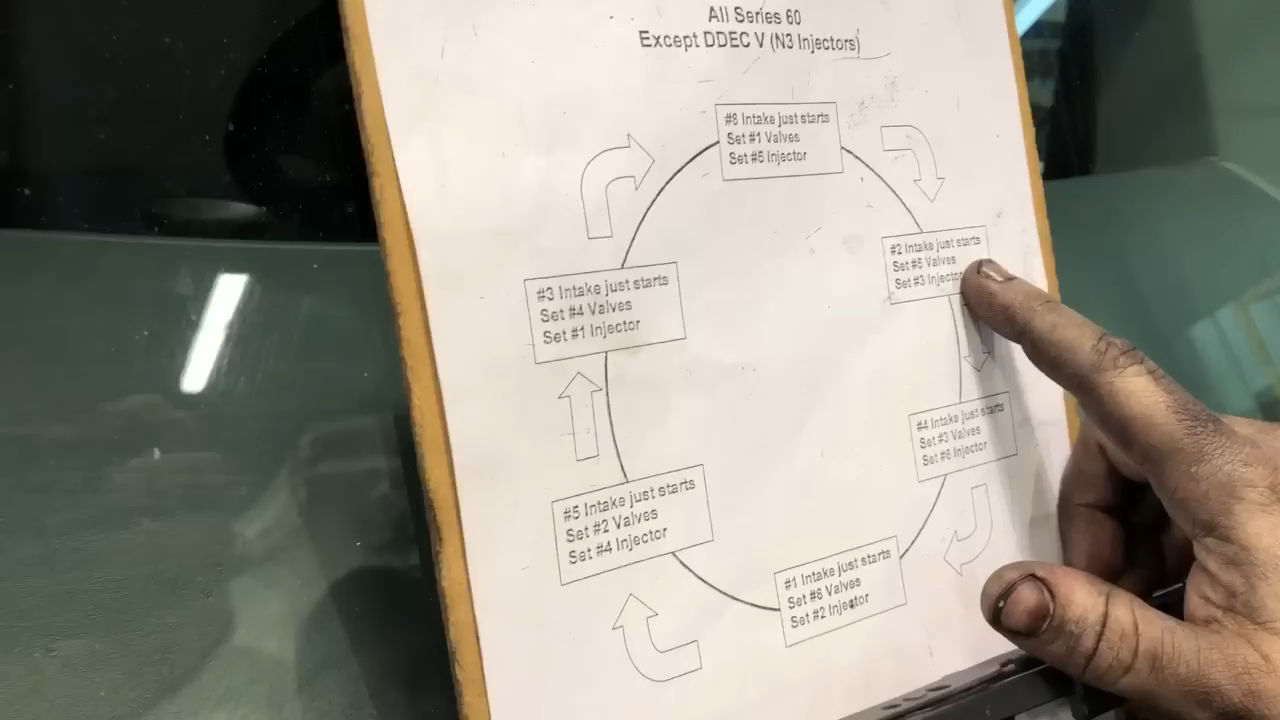 All Series 60
Except DDEC V (N3 Injectors)
#6 Intake just starts
Set #1 Valves
Set #5 Injector
#2 Intake just starts
Set #5 Valves
Set #3 Injector
#4 Intake just starts
Set #3 Valves
Set #6 Injector
#1 Intake just starts
Set #6 Valves
Set #2 Injector
#5 Intake just starts
Set #2 Valves
Set #4 Injector
#3 Intake just starts
Set #4 Valves
Set #1 Injector